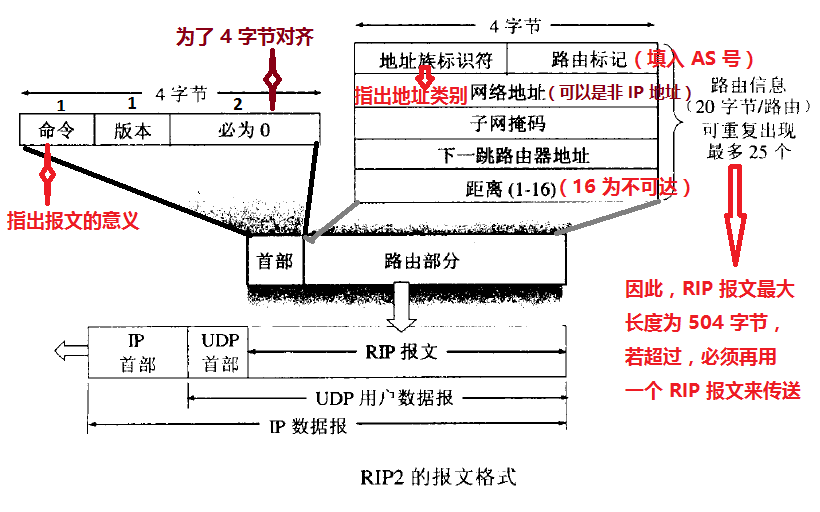 为了 4 字节对齐
4 字节
4 字节
1 1 2
命令 版本 必为 0
指出报文的意义
地址族标识符 路由标记（填入 AS 号）
指出地址类别 网络地址（可以是非 IP 地址）
子网掩码
下一跳路由器地址
距离 (1-16)（16 为不可达）
路由信息
（20 字节/路由）
可重复出现
最多 25 个
因此，RIP 报文最大
长度为 504 字节，
若超过，必须再用
一个 RIP 报文来传送
首部 路由部分
IP
首部
UDP
首部
RIP 报文
UDP 用户数据报
IP 数据报
RIP2 的报文格式